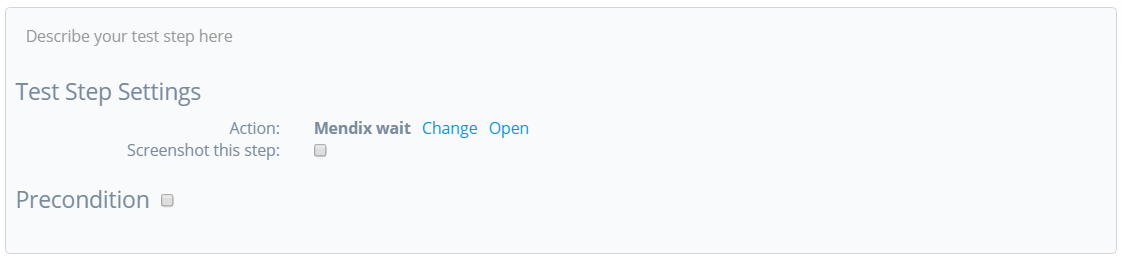 Describe your test step here
Test Step Settings
Action: Mendix wait Change Open
Screenshot this step:
Precondition